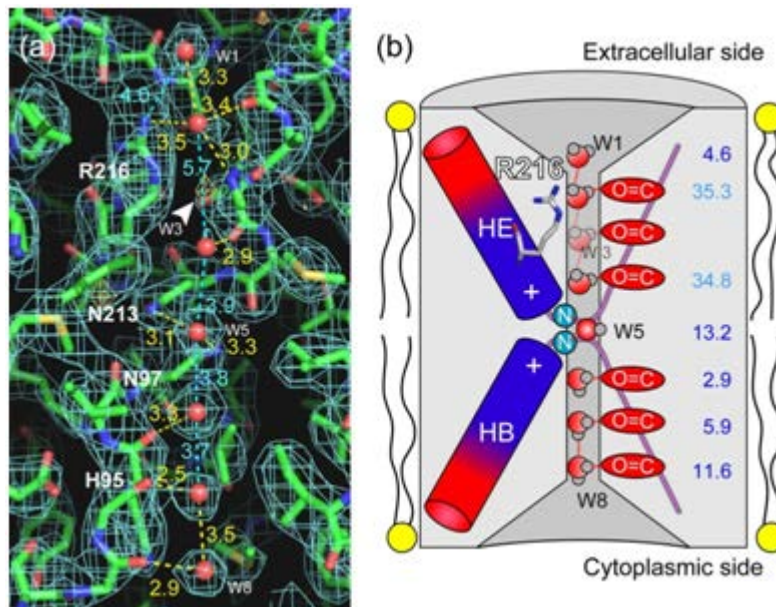 (a)
W1
3.3
4.6
3.4
3.5
3.0
R216
5.7
W3
2.9
3.9
N213
W5
3.1
3.3
N97
3.8
3.3
3.7
H95
2.5
3.5
W8
2.9
(b)
Extracellular side
W1
4.6
R216
O=C
35.3
HE
O=C
W3
O=C
34.8
+
N
W5
13.2
N
+
O=C
2.9
HB
O=C
5.9
O=C
11.6
W8
Cytoplasmic side